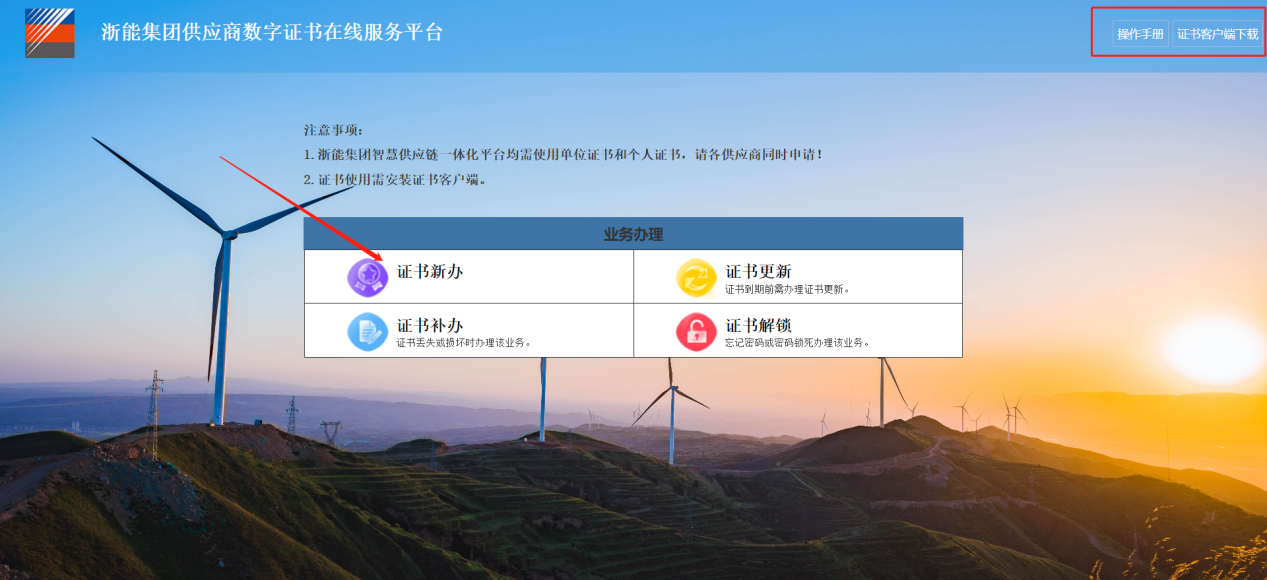 浙能集团供应商数字证书在线服务平台
操作手册 证书客户端下载
注意事项:
1. 浙能集团智慧供应链一体化平台均需使用单位证书和个人证书，请各供应商同时申请！
2. 证书使用需安装证书客户端。
业务办理
证书新办
证书更新
证书到期前需办理证书更新。
证书补办
证书丢失或损坏时办理该业务。
证书解锁
忘记密码或密码锁死办理该业务。